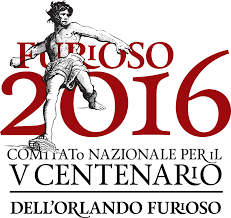 FURIOSO
2016
COMITATO NAZIONALE PER IL
V CENTENARIO
DELL'ORLANDO FURIOSO